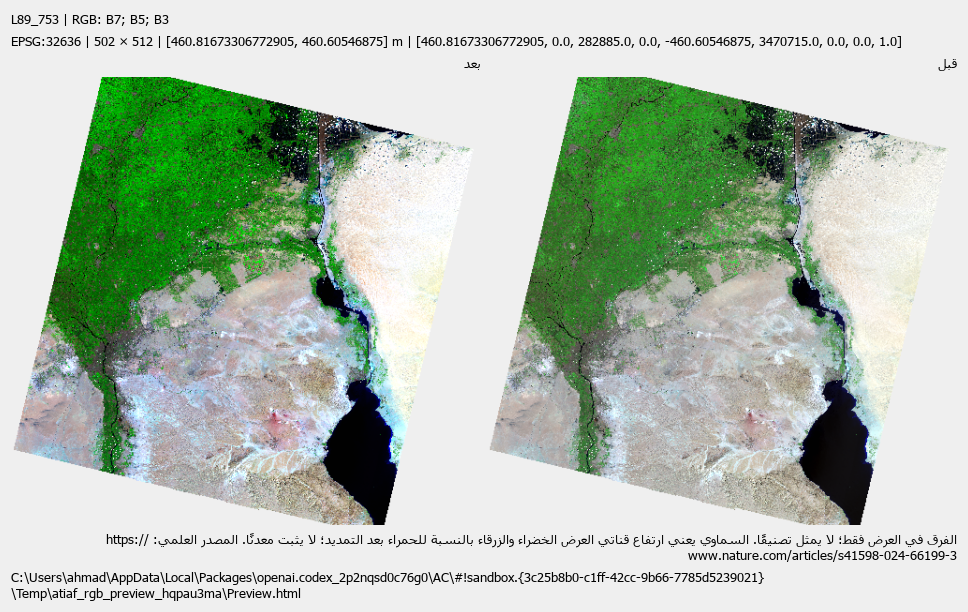 L89_753 | RGB: B7; B5; B3
EPSG:32636 | 502 × 512 | [460.81673306772905, 460.60546875] m | [460.81673306772905, 0.0, 282885.0, 0.0, -460.60546875, 3470715.0, 0.0, 0.0, 1.0]
قبل
بعد
الفرق في العرض فقط؛ لا يمثل تصنيفًا. السماوي يعني ارتفاع قناتي العرض الخضراء والزرقاء بالنسبة للحمراء بعد التمديد؛ لا يثبت معدنًا. المصدر العلمي: https://
www.nature.com/articles/s41598-024-66199-3
C:\Users\ahmad\AppData\Local\Packages\openai.codex_2p2nqsd0c76g0\AC\#!sandbox.{3c25b8b0-c1ff-42cc-9b66-7785d5239021}
\Temp\atiaf_rgb_preview_hqpau3ma\Preview.html